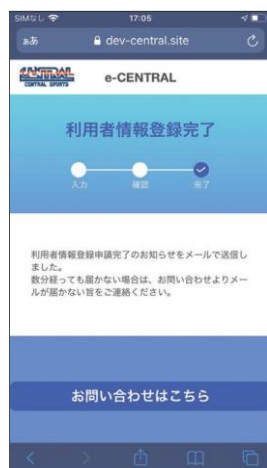 SIMなし
17:05
ぁあ
dev-central.site
CENTRAL SPORTS
e-CENTRAL
利用者情報登録完了
入力
確認
完了
利用者情報登録申請完了のお知らせをメールで送信し
ました。
数分経っても届かない場合は、お問い合わせよりメー
ルが届かない旨をご連絡ください。
お問い合わせはこちら